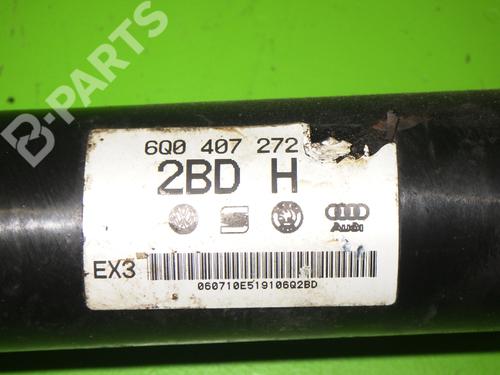 B-PARTS
6Q0 407 272
2BD H
Audi
EX3
060710E519106Q2BD